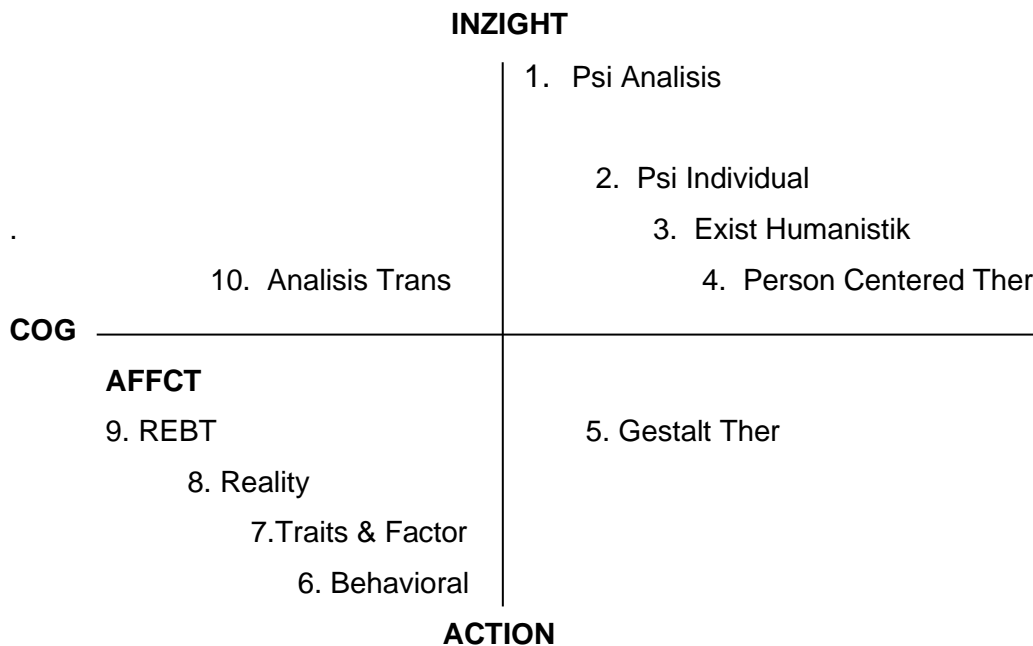 INZIGHT
1. Psi Analisis
2. Psi Individual
. 3. Exist Humanistik
10. Analisis Trans 4. Person Centered Ther
COG
AFFCT
9. REBT 5. Gestalt Ther
8. Reality
7.Traits & Factor
6. Behavioral
ACTION